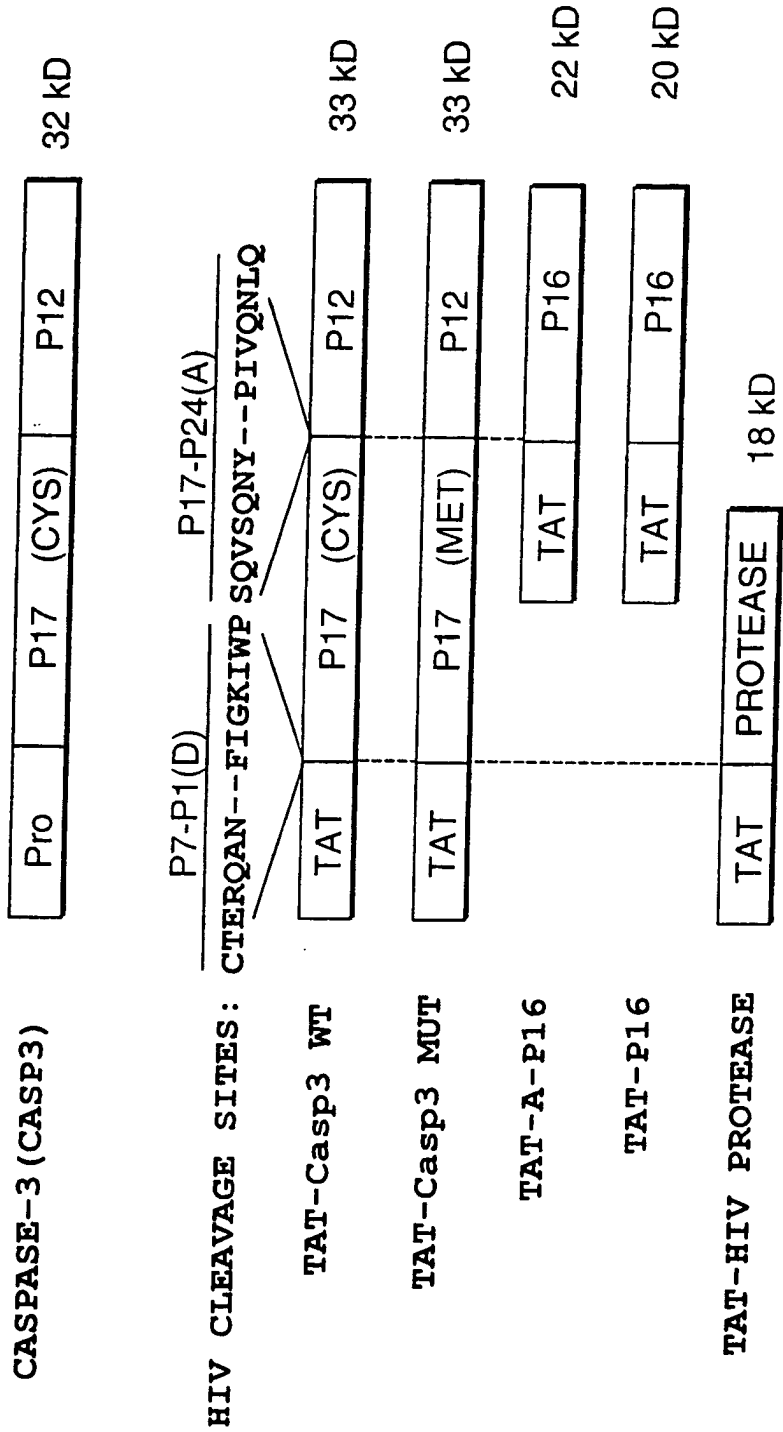 CASPASE-3 (CASP3) Pro P17 (CYS) P12 32 kD
P7-P1(D) P17-P24(A)
HIV CLEAVAGE SITES: CTERQAN--FIGKIWP SQVSQNY--PIVQNLQ
TAT-Casp3 WT TAT P17 (CYS) P12 33 kD
TAT-Casp3 MUT TAT P17 (MET) P12 33 kD
TAT-A-P16 TAT P16 22 kD
TAT-P16 TAT P16 20 kD
TAT-HIV PROTEASE TAT PROTEASE 18 kD